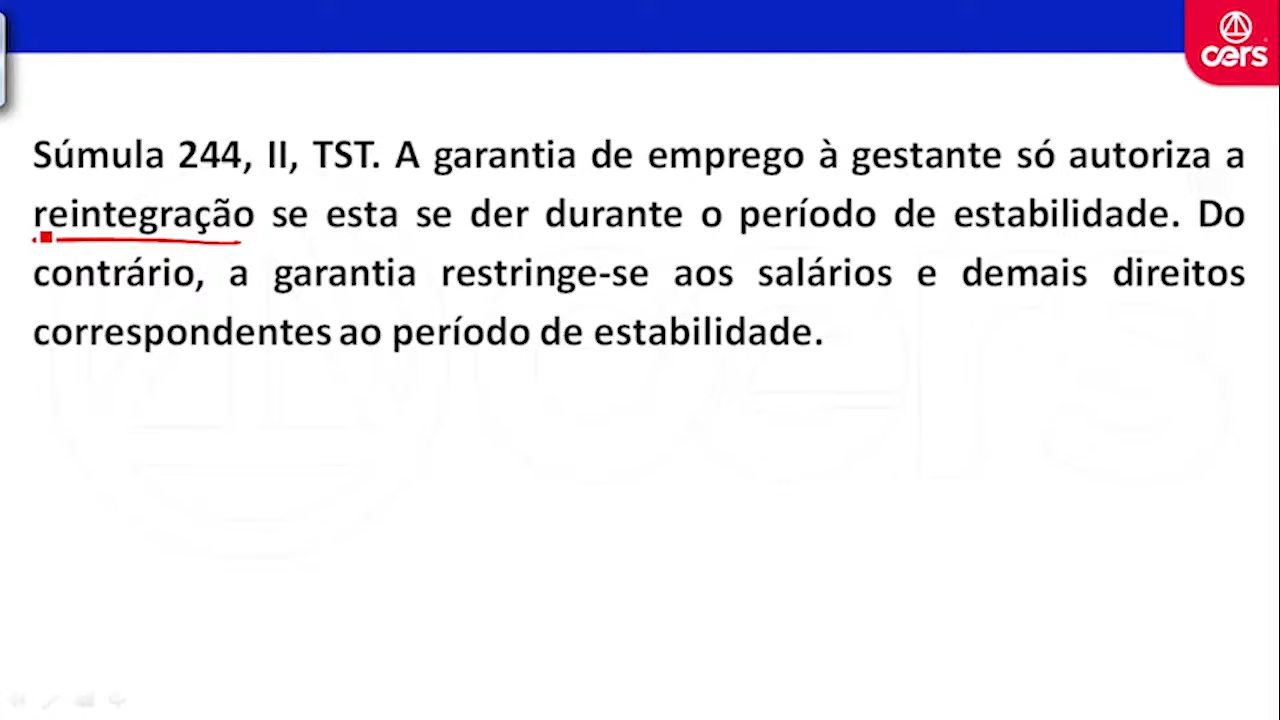 cers
Súmula 244, II, TST. A garantia de emprego à gestante só autoriza a
reintegração se esta se der durante o período de estabilidade. Do
contrário, a garantia restringe-se aos salários e demais direitos
correspondentes ao período de estabilidade.